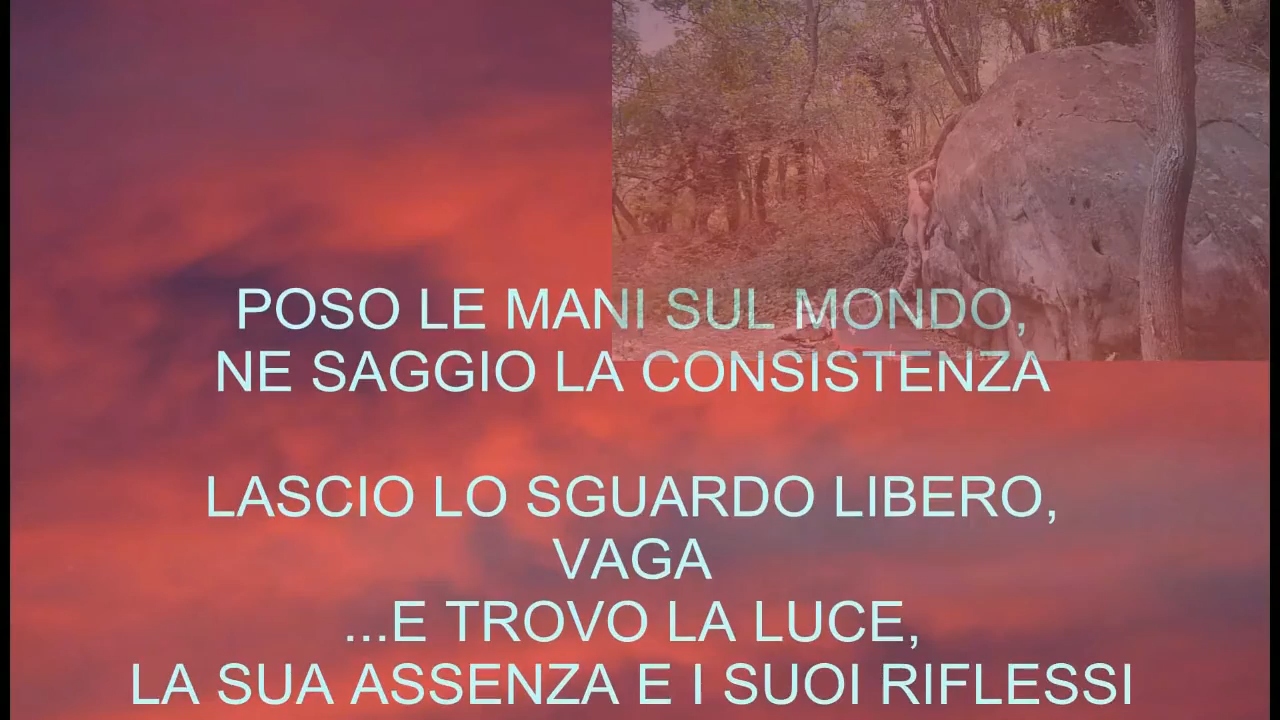 POSO LE MANI SUL MONDO,
NE SAGGIO LA CONSISTENZA
LASCIO LO SGUARDO LIBERO,
VAGA
...E TROVO LA LUCE,
LA SUA ASSENZA E I SUOI RIFLESSI